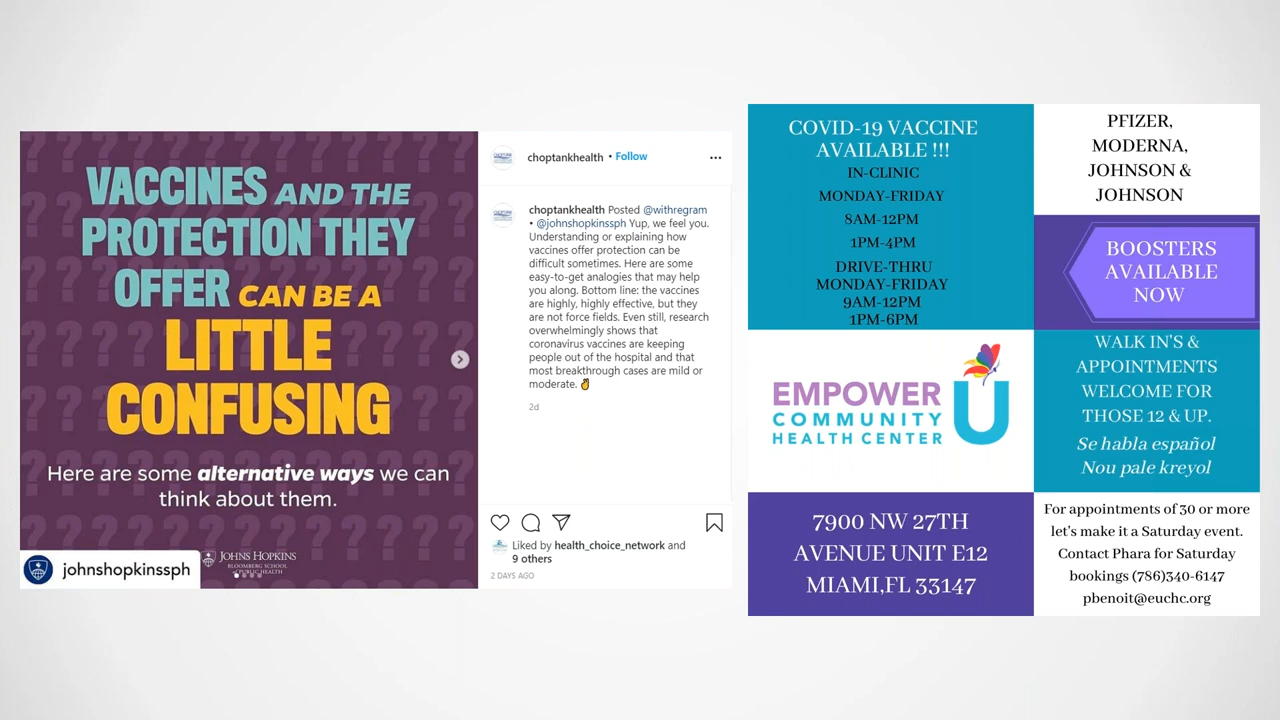 VACCINES AND THE
PROTECTION THEY
OFFER CAN BE A
LITTLE
CONFUSING
Here are some alternative ways we can
think about them.
johnshopkinssph
JOHNS HOPKINS
BLOOMBERG SCHOOL
of PUBLIC HEALTH
choptankhealth • Follow
choptankhealth Posted @withregram
• @johnshopkinssph Yup, we feel you.
Understanding or explaining how
vaccines offer protection can be
difficult sometimes. Here are some
easy-to-get analogies that may help
you along. Bottom line: the vaccines
are highly, highly effective, but they
are not force fields. Even still, research
overwhelmingly shows that
coronavirus vaccines are keeping
people out of the hospital and that
most breakthrough cases are mild or
moderate. ✌
2d
Liked by health_choice_network and
9 others
2 DAYS AGO
COVID-19 VACCINE
AVAILABLE !!!
IN-CLINIC
MONDAY-FRIDAY
8AM-12PM
1PM-4PM
DRIVE-THRU
MONDAY-FRIDAY
9AM-12PM
1PM-6PM
PFIZER,
MODERNA,
JOHNSON &
JOHNSON
BOOSTERS
AVAILABLE
NOW
EMPOWER U
COMMUNITY
HEALTH CENTER
WALK IN'S &
APPOINTMENTS
WELCOME FOR
THOSE 12 & UP.
Se habla español
Nou pale kreyol
7900 NW 27TH
AVENUE UNIT E12
MIAMI,FL 33147
For appointments of 30 or more
let's make it a Saturday event.
Contact Phara for Saturday
bookings (786)340-6147
pbenoit@euchc.org